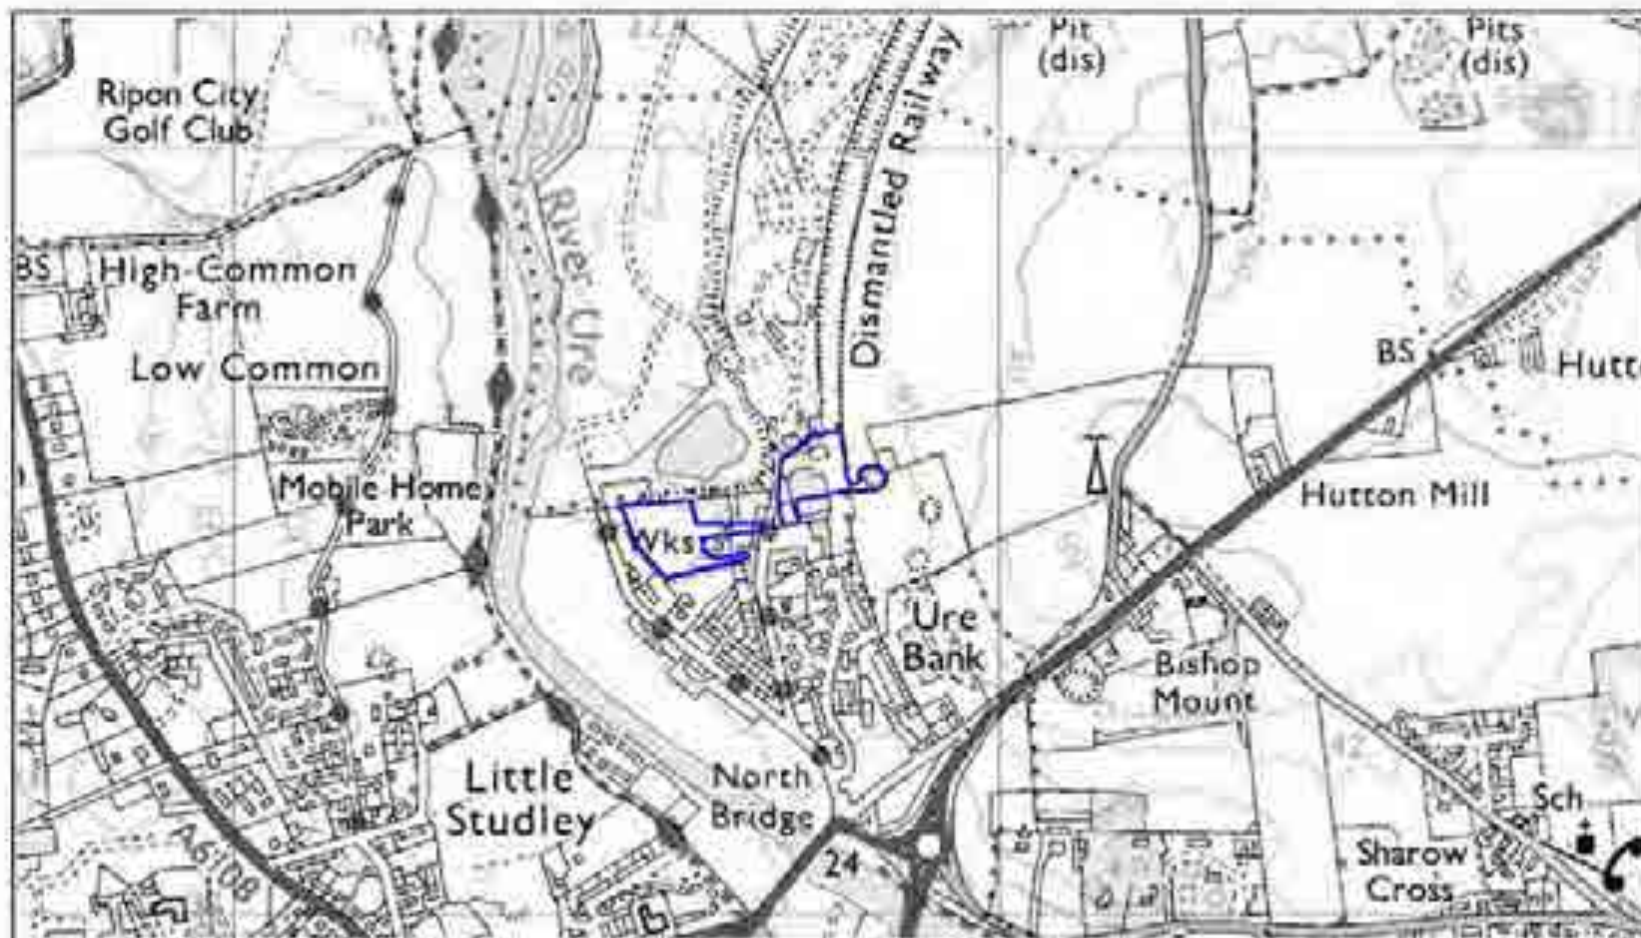 Pit
(dis)
Pits
(dis)
Ripon City
Golf Club
Dismantled Railway
River Ure
BS
High Common
Farm
Low Common
BS
Mobile Home
Park
Hutton Mill
Wks
Ure
Bank
Bishop
Mount
Little
Studley
North
Bridge
A6108
24
Sch
Sharow
Cross